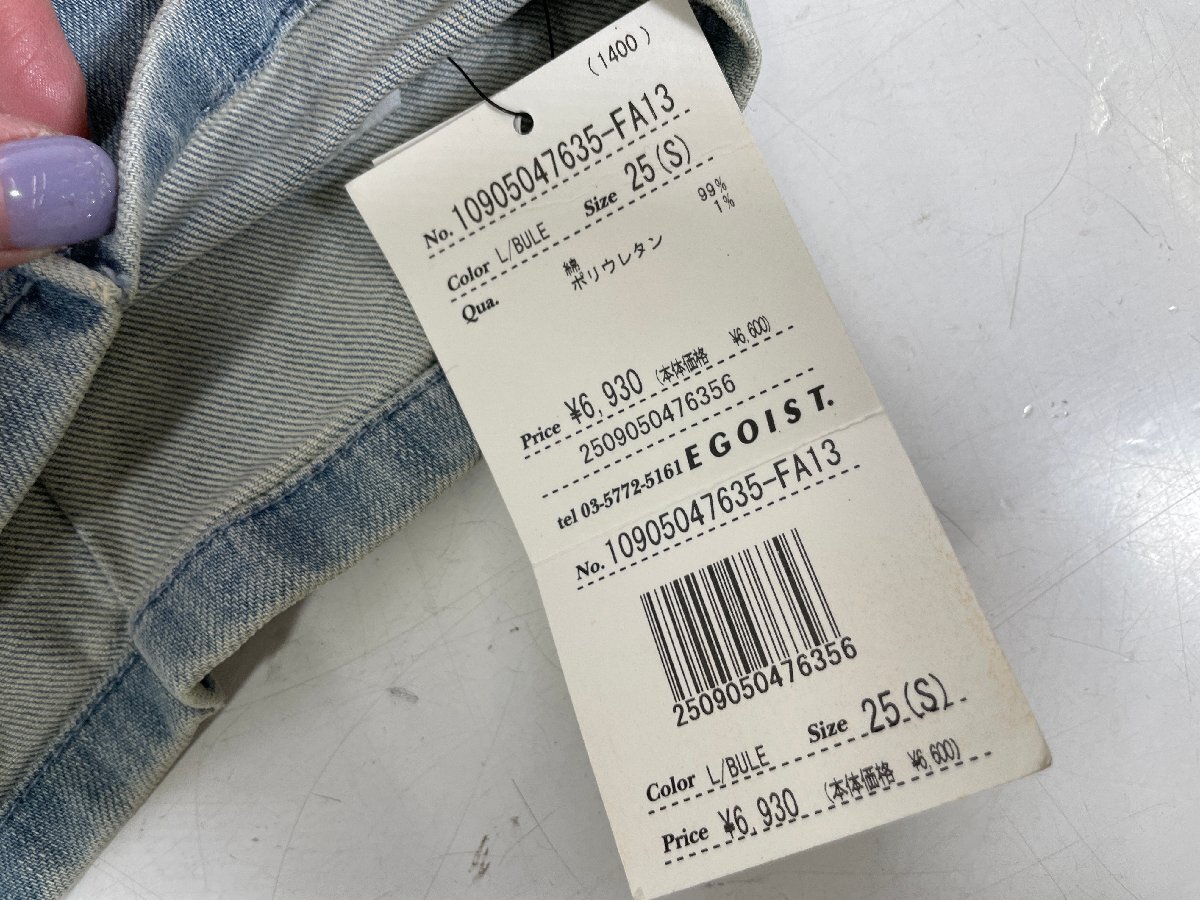 (1400)
No. 10905047635-FA13
Color L/BULE Size 25(S)
Qua. 綿 99%
ポリウレタン 1%
Price ¥6,930 (本体価格 ¥6,600)
2509050476356
tel 03-5772-5161 EGOIST.
No. 10905047635-FA13
2509050476356
Color L/BULE Size 25(S)
Price ¥6,930 (本体価格 ¥6,600)